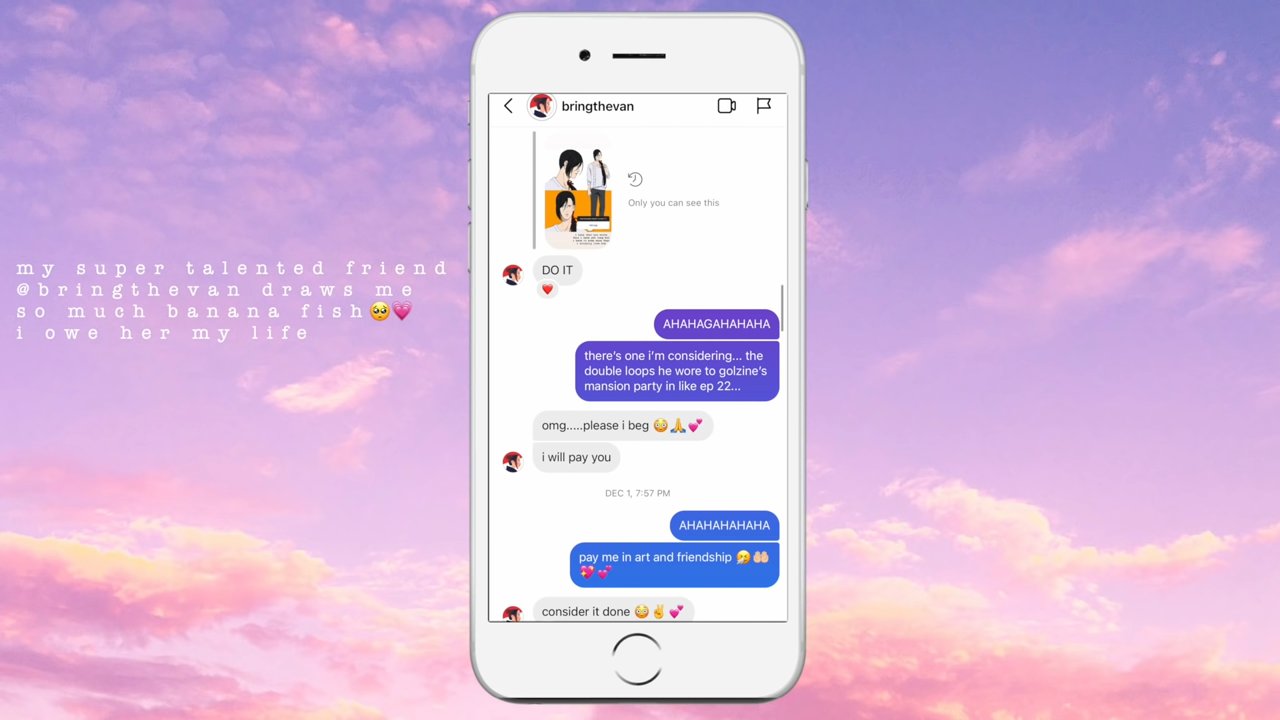 my super talented friend
@bringthevan draws me
so much banana fish🥺💗
i owe her my life
bringthevan
Only you can see this
DO IT
❤️
AHAHAGAHAHAHA
there's one i'm considering... the
double loops he wore to golzine's
mansion party in like ep 22...
omg.....please i beg 😳🙏💕
i will pay you
DEC 1, 7:57 PM
AHAHAHAHAHA
pay me in art and friendship 🥱🤲🏻
💖💕
consider it done 😳✌️💕